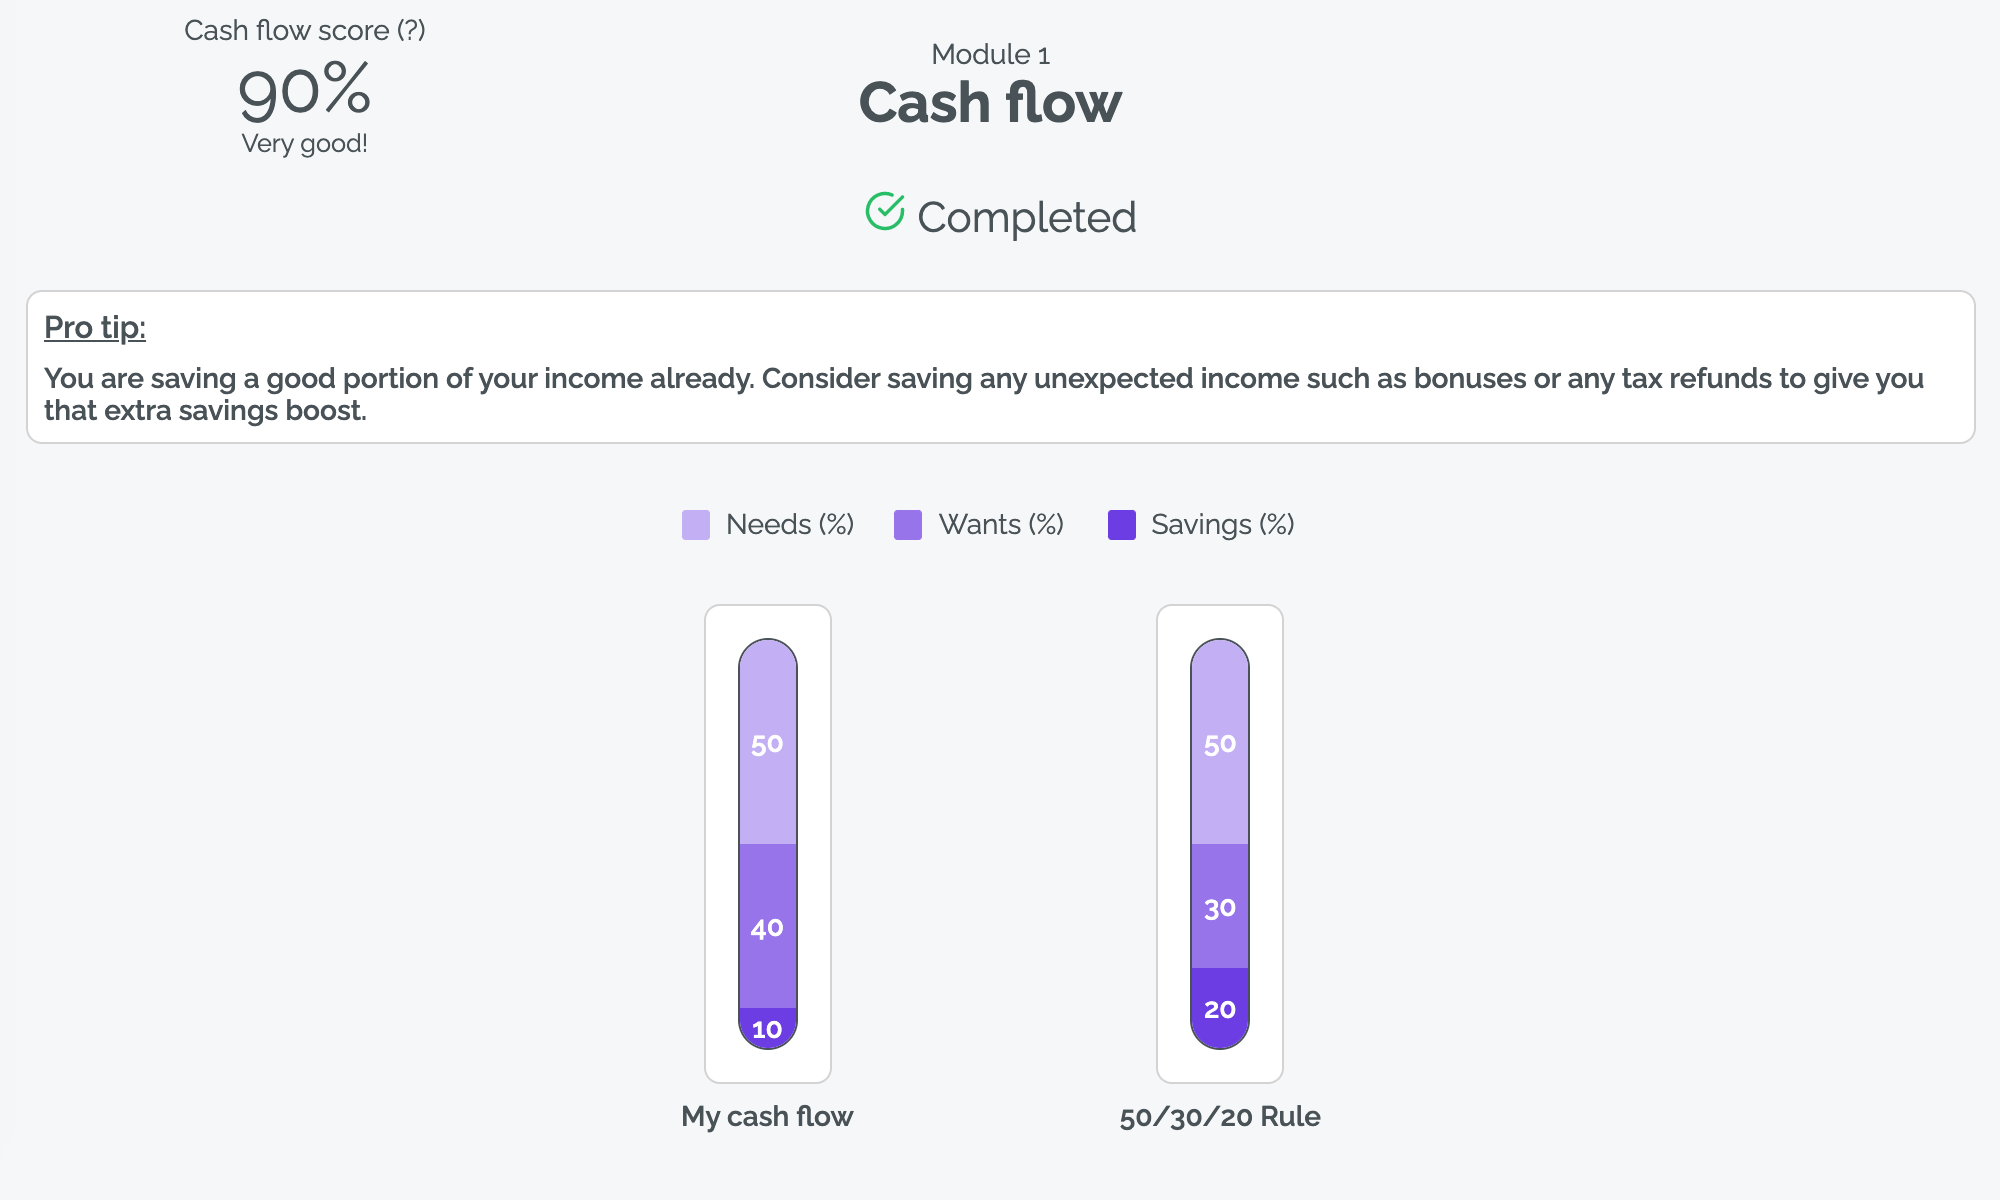 Cash flow score (?)
90%
Very good!
Module 1
Cash flow
Completed
Pro tip:
You are saving a good portion of your income already. Consider saving any unexpected income such as bonuses or any tax refunds to give you
that extra savings boost.
Needs (%) Wants (%) Savings (%)
50
40
10
My cash flow
50
30
20
50/30/20 Rule